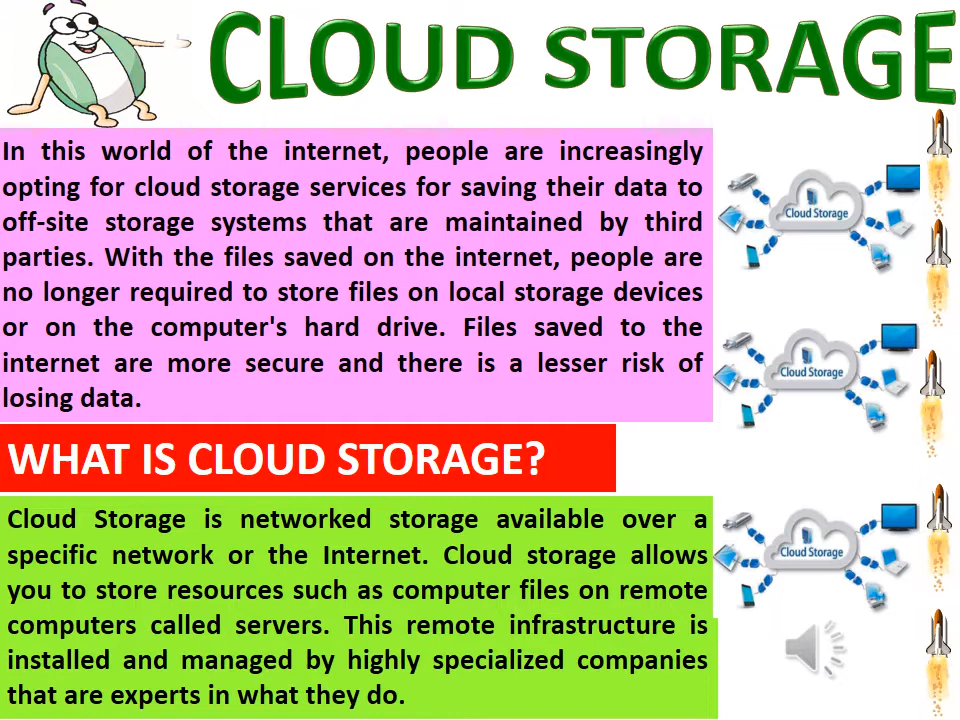 CLOUD STORAGE
In this world of the internet, people are increasingly
opting for cloud storage services for saving their data to
off-site storage systems that are maintained by third
parties. With the files saved on the internet, people are
no longer required to store files on local storage devices
or on the computer's hard drive. Files saved to the
internet are more secure and there is a lesser risk of
losing data.
WHAT IS CLOUD STORAGE?
Cloud Storage is networked storage available over a
specific network or the Internet. Cloud storage allows
you to store resources such as computer files on remote
computers called servers. This remote infrastructure is
installed and managed by highly specialized companies
that are experts in what they do.
Cloud Storage
Cloud Storage
Cloud Storage